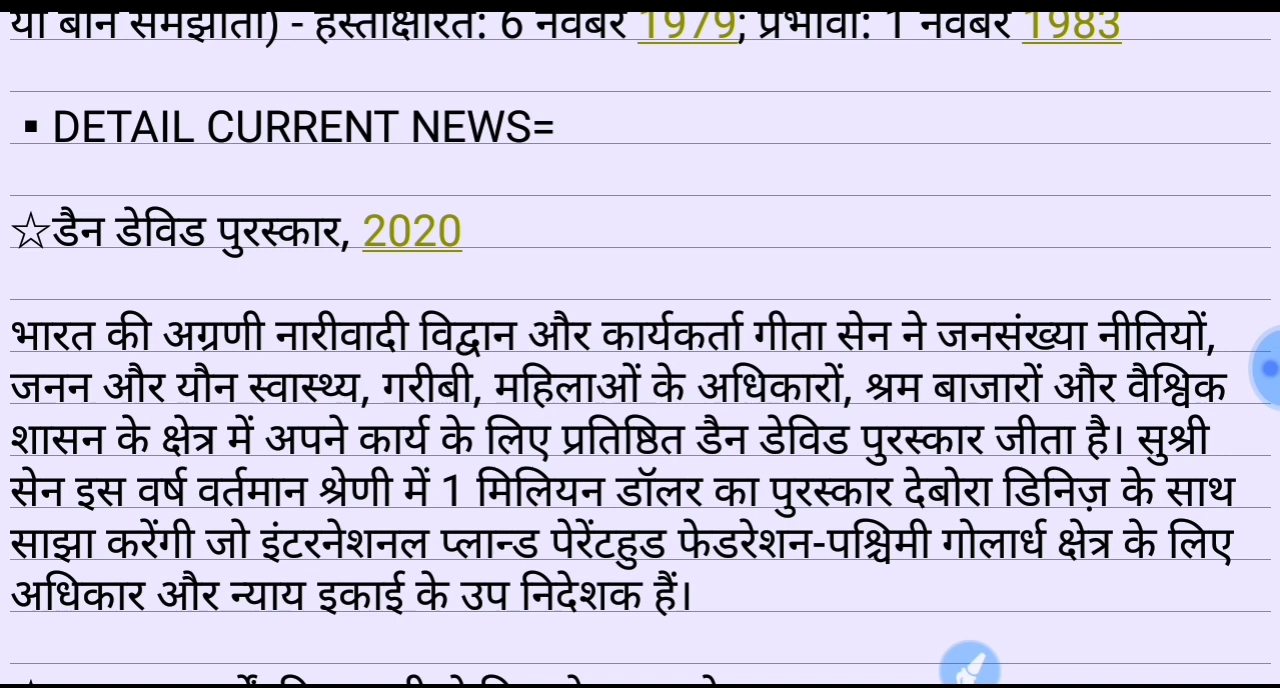 या बॉन समझौता) - हस्ताक्षरित: 6 नवंबर 1979; प्रभावी: 1 नवंबर 1983
▪ DETAIL CURRENT NEWS=
☆डैन डेविड पुरस्कार, 2020
भारत की अग्रणी नारीवादी विद्वान और कार्यकर्ता गीता सेन ने जनसंख्या नीतियों,
जनन और यौन स्वास्थ्य, गरीबी, महिलाओं के अधिकारों, श्रम बाजारों और वैश्विक
शासन के क्षेत्र में अपने कार्य के लिए प्रतिष्ठित डैन डेविड पुरस्कार जीता है। सुश्री
सेन इस वर्ष वर्तमान श्रेणी में 1 मिलियन डॉलर का पुरस्कार देबोरा डिनिज़ के साथ
साझा करेंगी जो इंटरनेशनल प्लान्ड पेरेंटहुड फेडरेशन-पश्चिमी गोलार्ध क्षेत्र के लिए
अधिकार और न्याय इकाई के उप निदेशक हैं।